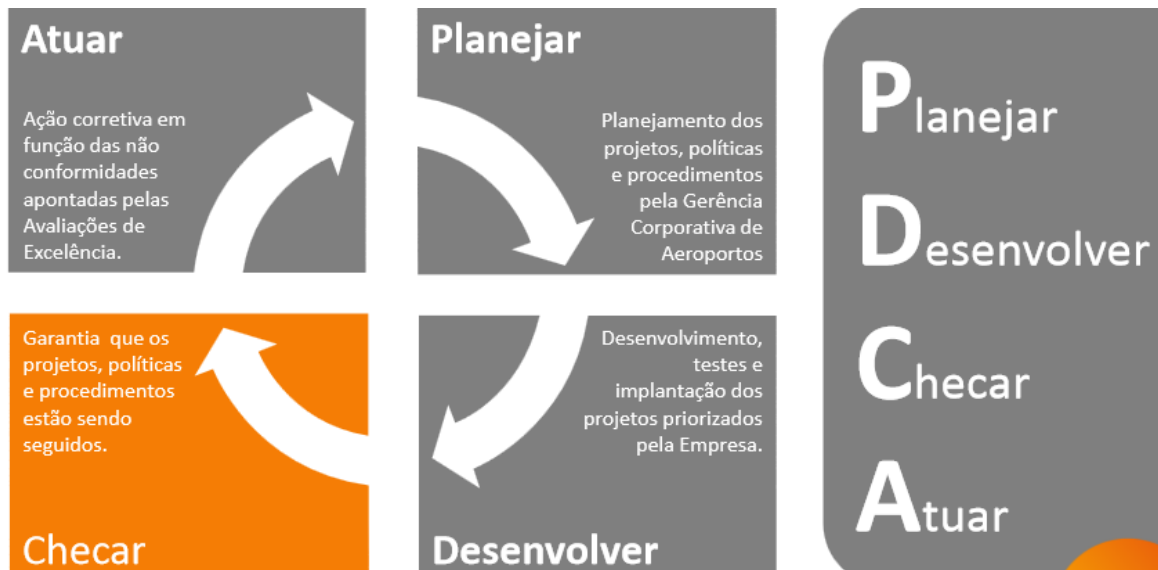 Atuar
Ação corretiva em
função das não
conformidades
apontadas pelas
Avaliações de
Excelência.
Planejar
Planejamento dos
projetos, políticas
e procedimentos
pela Gerência
Corporativa de
Aeroportos
Garantia que os
projetos, políticas
e procedimentos
estão sendo
seguidos.
Checar
Desenvolvimento,
testes e
implantação dos
projetos priorizados
pela Empresa.
Desenvolver
Planejar
Desenvolver
Checar
Atuar